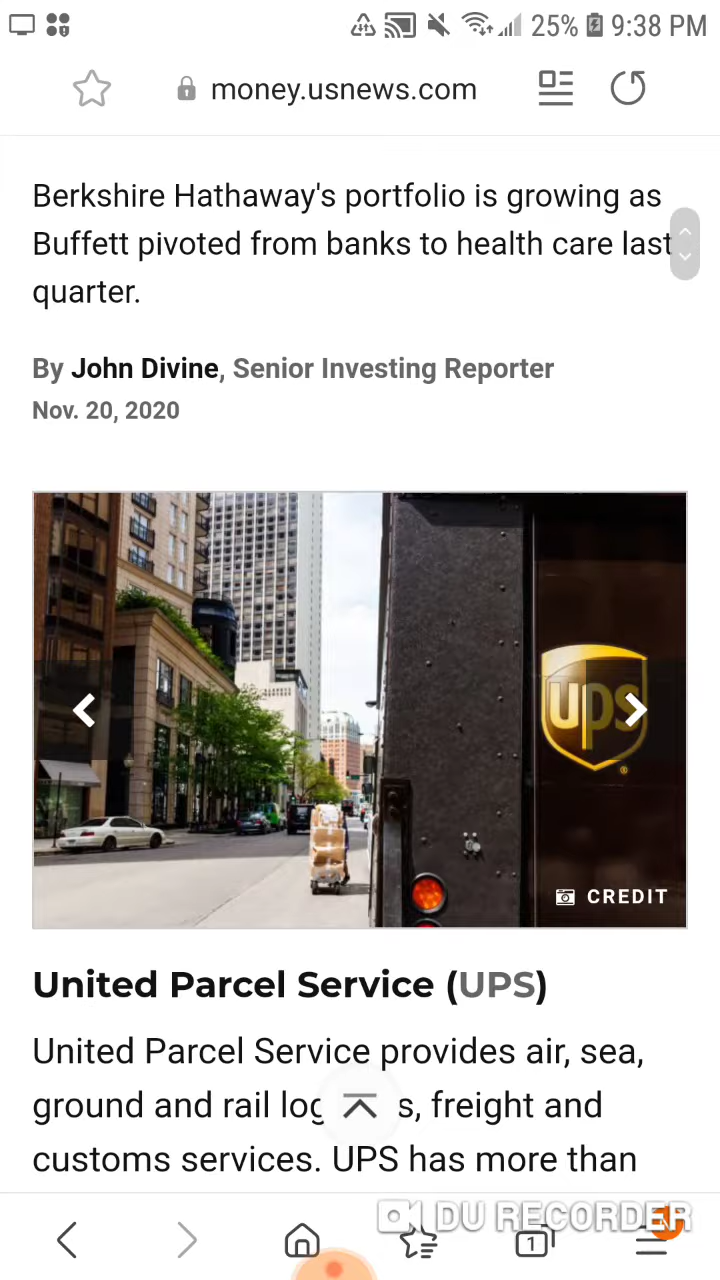 25% 9:38 PM
money.usnews.com
Berkshire Hathaway's portfolio is growing as
Buffett pivoted from banks to health care last
quarter.
By John Divine, Senior Investing Reporter
Nov. 20, 2020
ups
CREDIT
United Parcel Service (UPS)
United Parcel Service provides air, sea,
ground and rail log s, freight and
customs services. UPS has more than
DU RECORDER
1
N